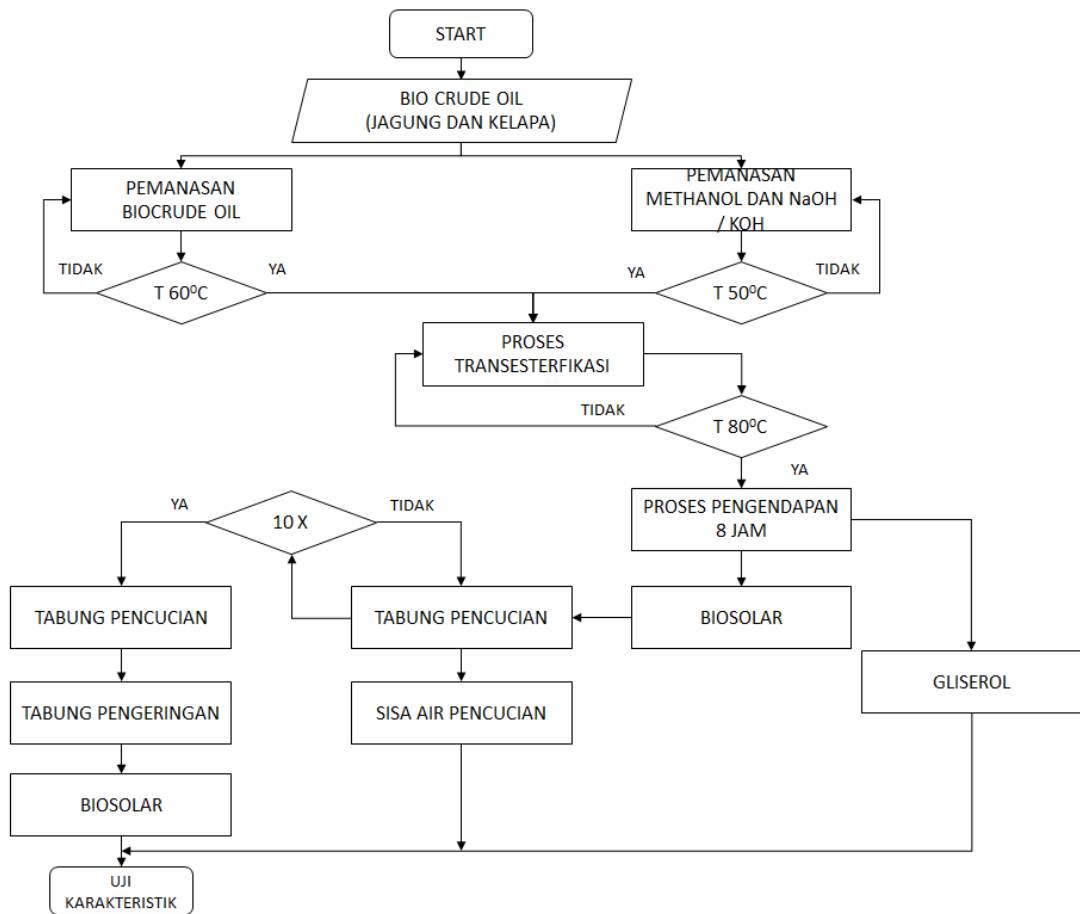 START
BIO CRUDE OIL
(JAGUNG DAN KELAPA)
PEMANASAN
BIOCRUDE OIL
PEMANASAN
METHANOL DAN NaOH
/ KOH
TIDAK
T 60⁰C
YA
YA
T 50⁰C
TIDAK
PROSES
TRANSESTERFIKASI
TIDAK
T 80⁰C
YA
YA
10 X
TIDAK
PROSES PENGENDAPAN
8 JAM
TABUNG PENCUCIAN
TABUNG PENCUCIAN
BIOSOLAR
TABUNG PENGERINGAN
SISA AIR PENCUCIAN
GLISEROL
BIOSOLAR
UJI
KARAKTERISTIK